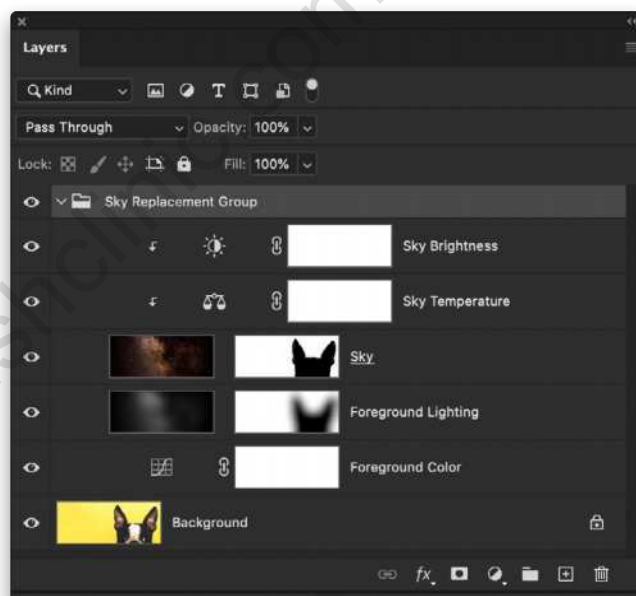 Layers
Kind
Pass Through Opacity: 100%
Lock: Fill: 100%
Sky Replacement Group
Sky Brightness
Sky Temperature
Sky
Foreground Lighting
Foreground Color
Background
fx